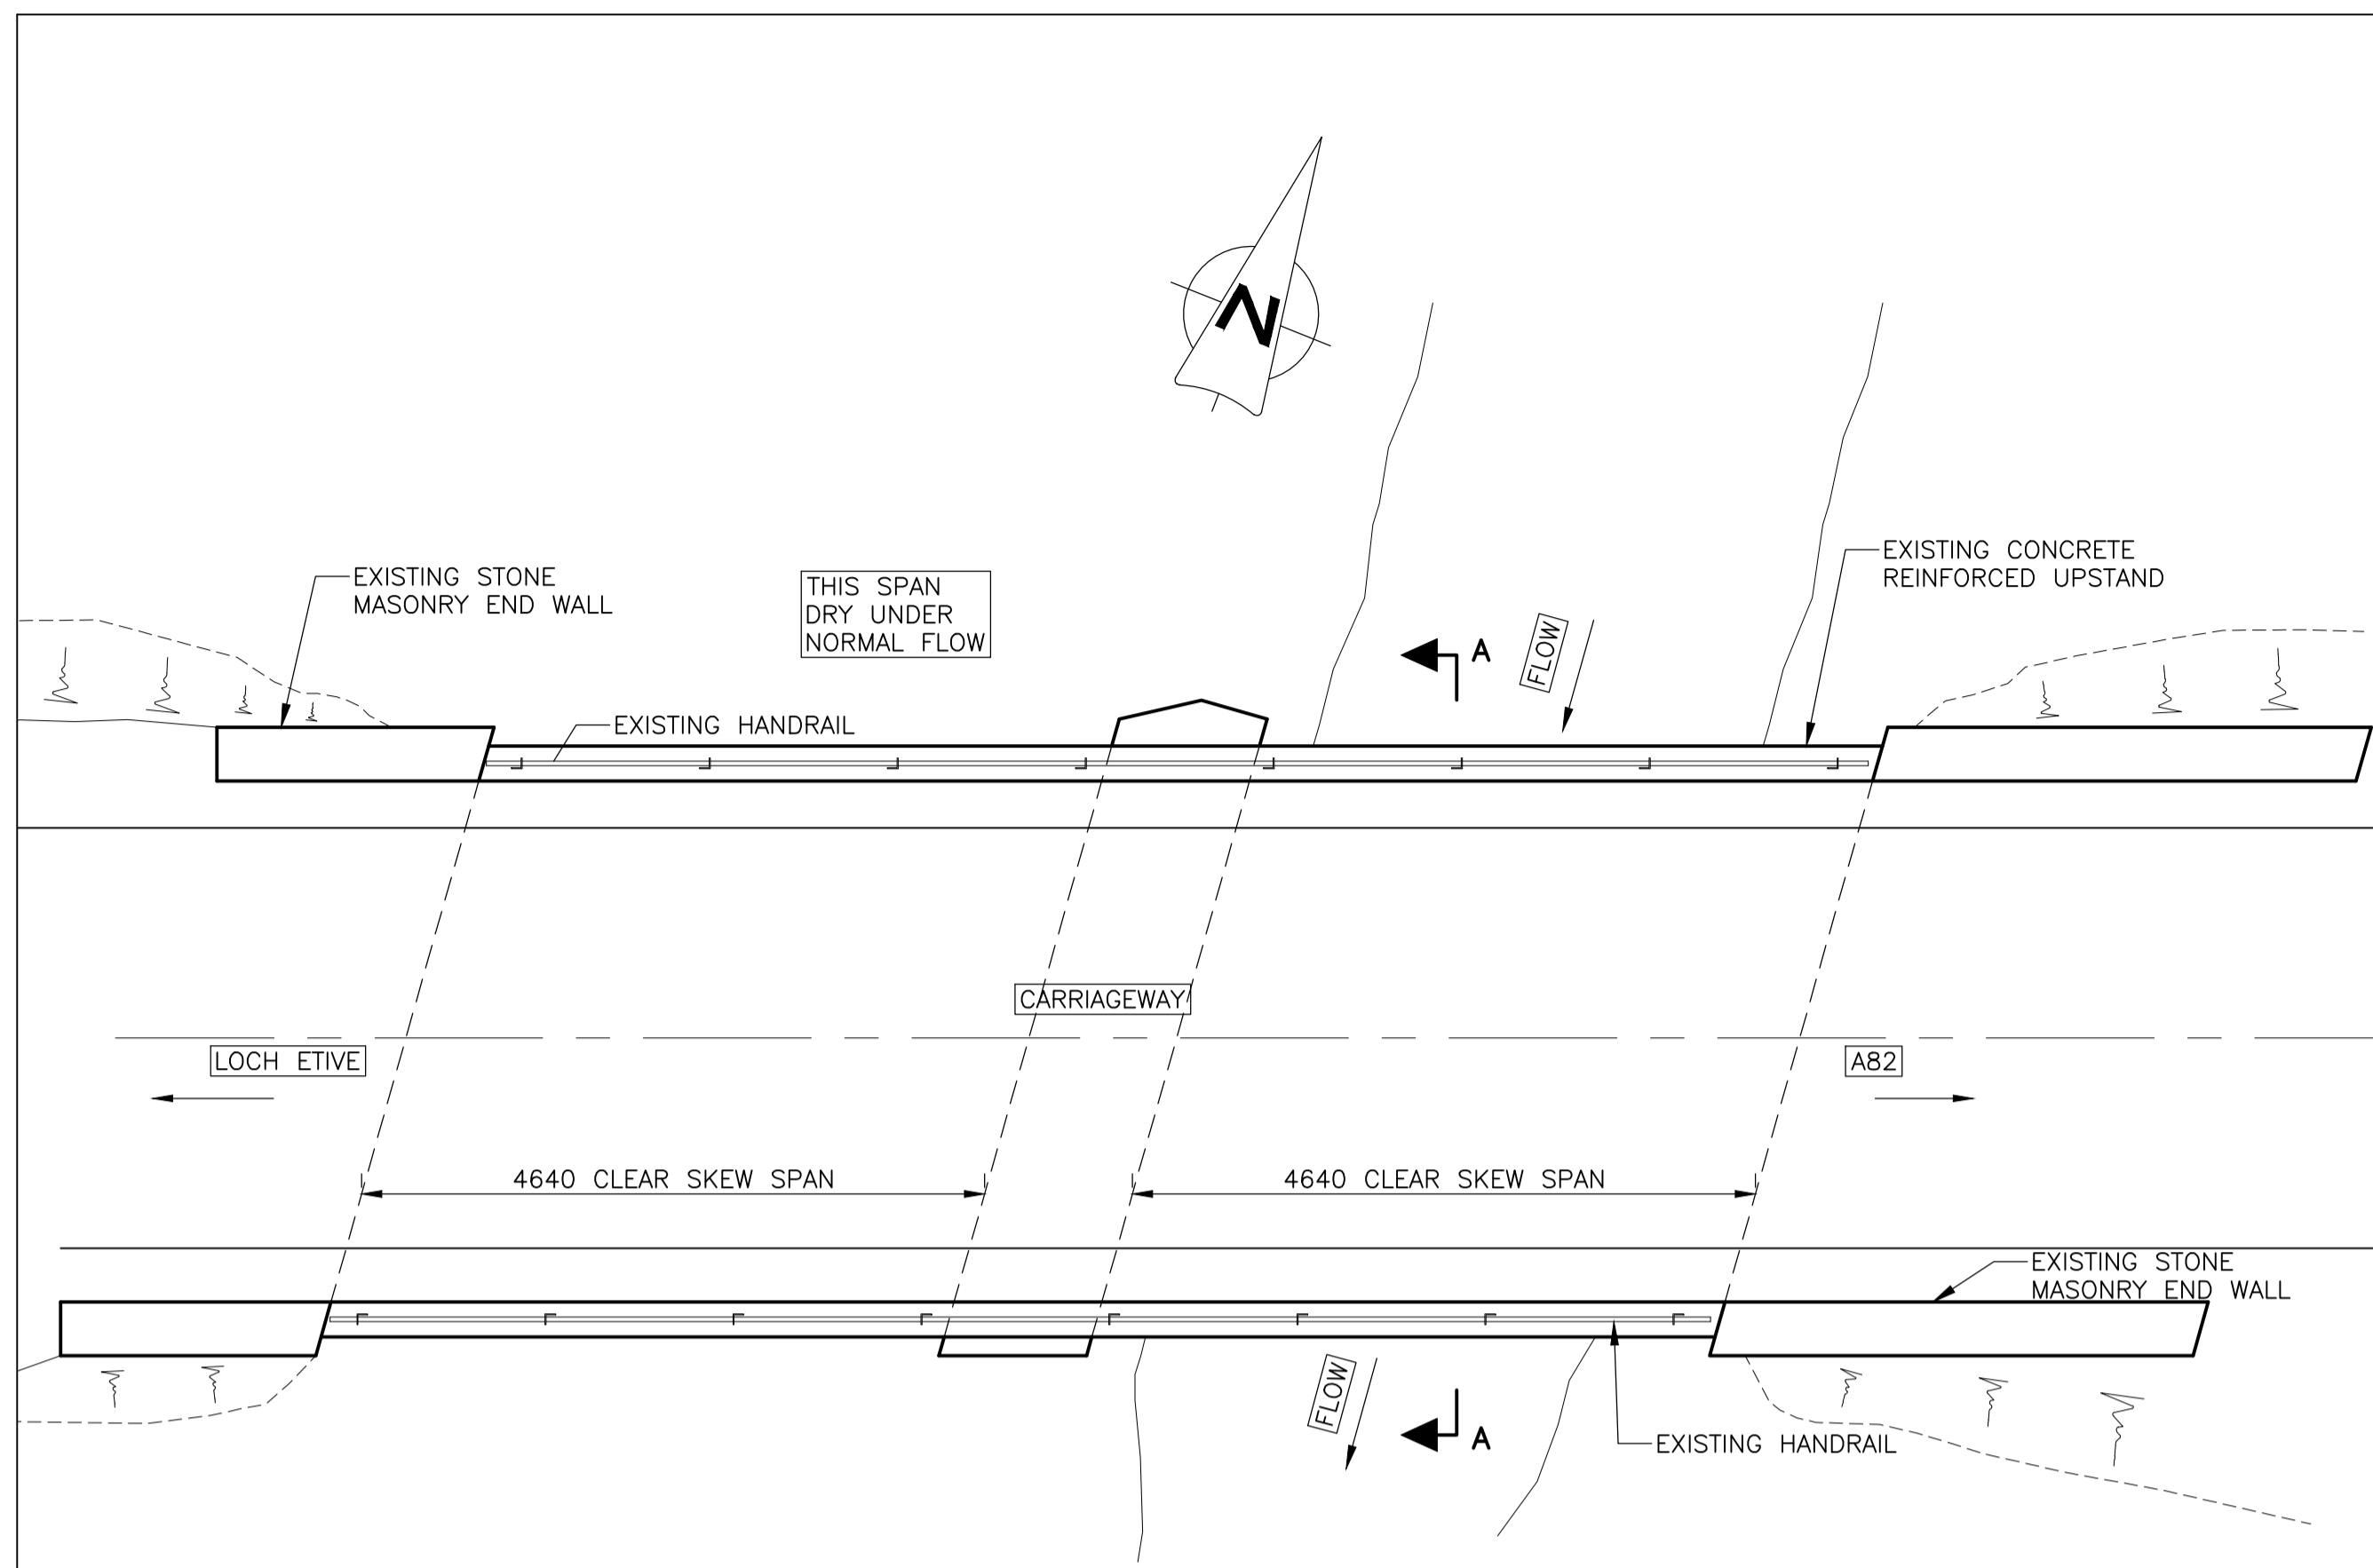 N
EXISTING CONCRETE
REINFORCED UPSTAND
EXISTING STONE
MASONRY END WALL
THIS SPAN
DRY UNDER
NORMAL FLOW
FLOW
A
EXISTING HANDRAIL
CARRIAGEWAY
LOCH ETIVE
A82
4640 CLEAR SKEW SPAN
4640 CLEAR SKEW SPAN
EXISTING STONE
MASONRY END WALL
FLOW
A
EXISTING HANDRAIL